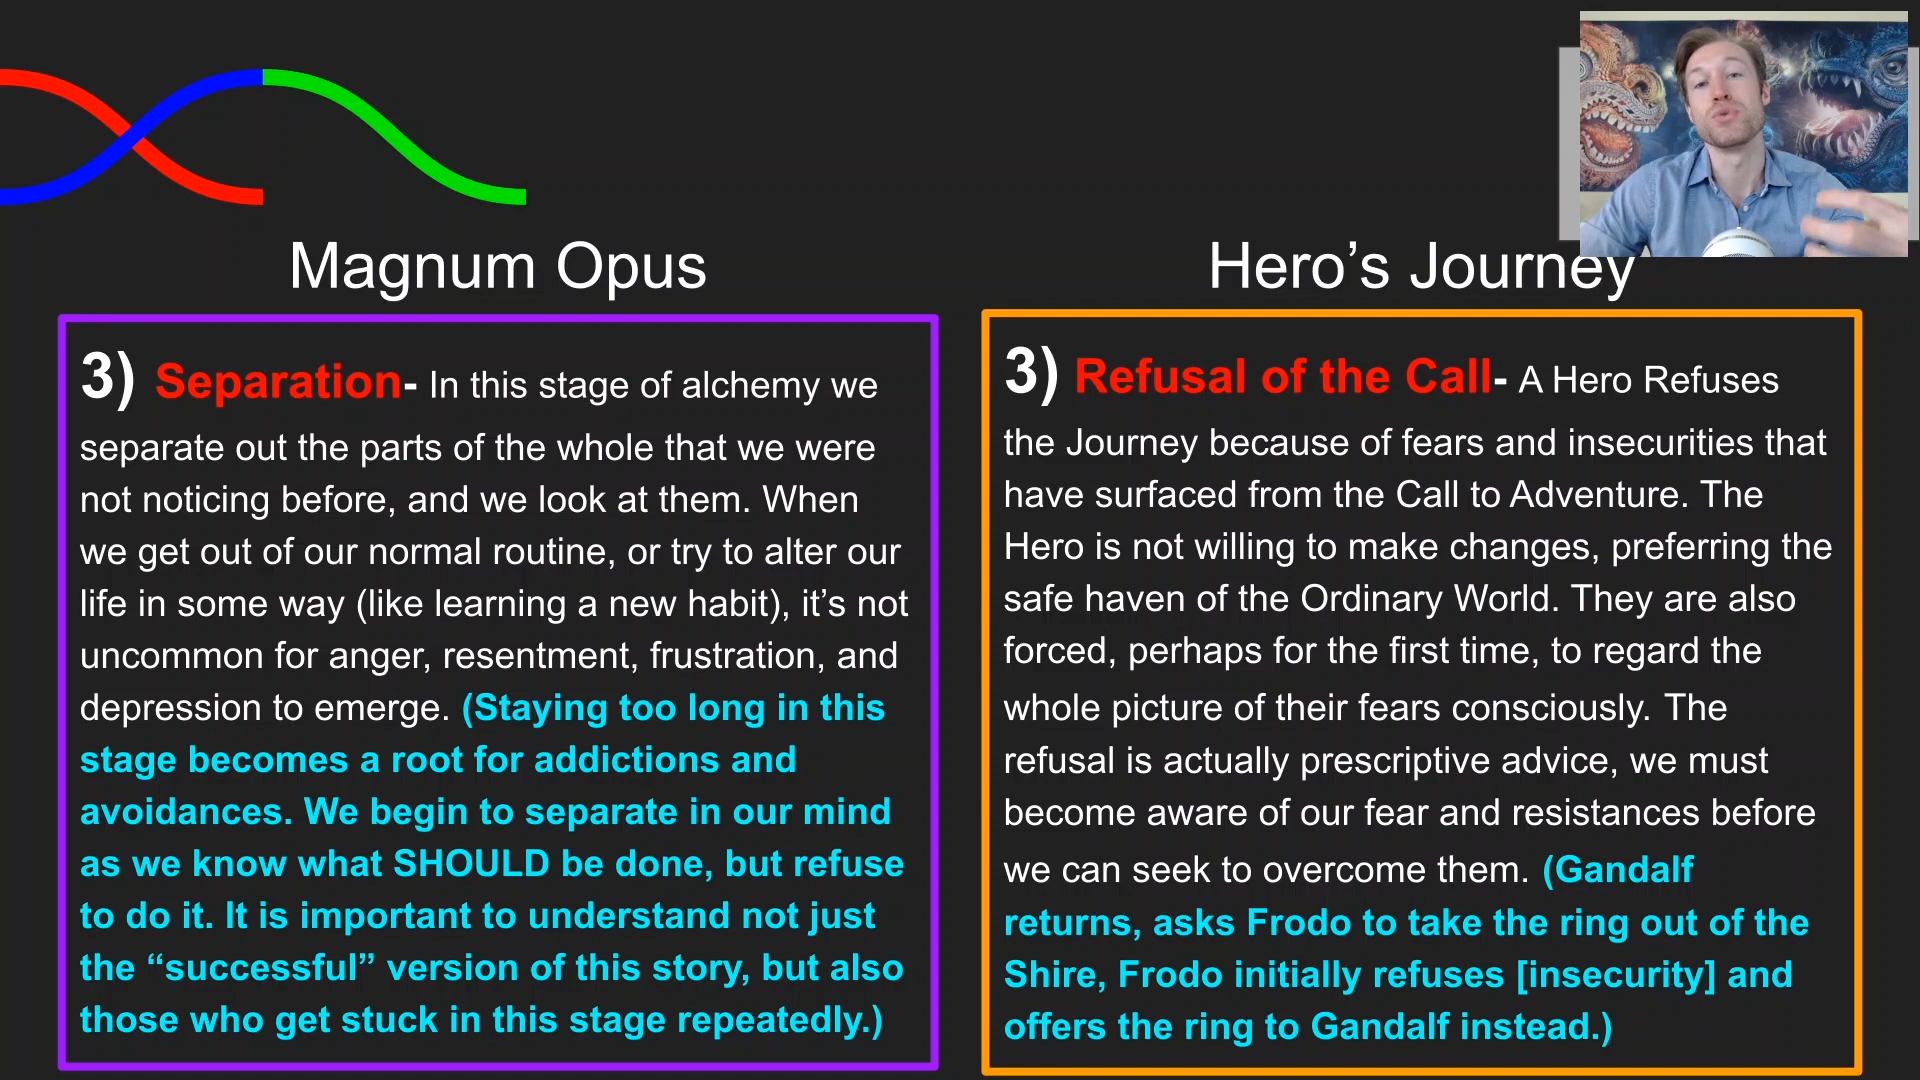 Magnum Opus
3) Separation- In this stage of alchemy we
separate out the parts of the whole that we were
not noticing before, and we look at them. When
we get out of our normal routine, or try to alter our
life in some way (like learning a new habit), it’s not
uncommon for anger, resentment, frustration, and
depression to emerge. (Staying too long in this
stage becomes a root for addictions and
avoidances. We begin to separate in our mind
as we know what SHOULD be done, but refuse
to do it. It is important to understand not just
the “successful” version of this story, but also
those who get stuck in this stage repeatedly.)
Hero’s Journey
3) Refusal of the Call- A Hero Refuses
the Journey because of fears and insecurities that
have surfaced from the Call to Adventure. The
Hero is not willing to make changes, preferring the
safe haven of the Ordinary World. They are also
forced, perhaps for the first time, to regard the
whole picture of their fears consciously. The
refusal is actually prescriptive advice, we must
become aware of our fear and resistances before
we can seek to overcome them. (Gandalf
returns, asks Frodo to take the ring out of the
Shire, Frodo initially refuses [insecurity] and
offers the ring to Gandalf instead.)